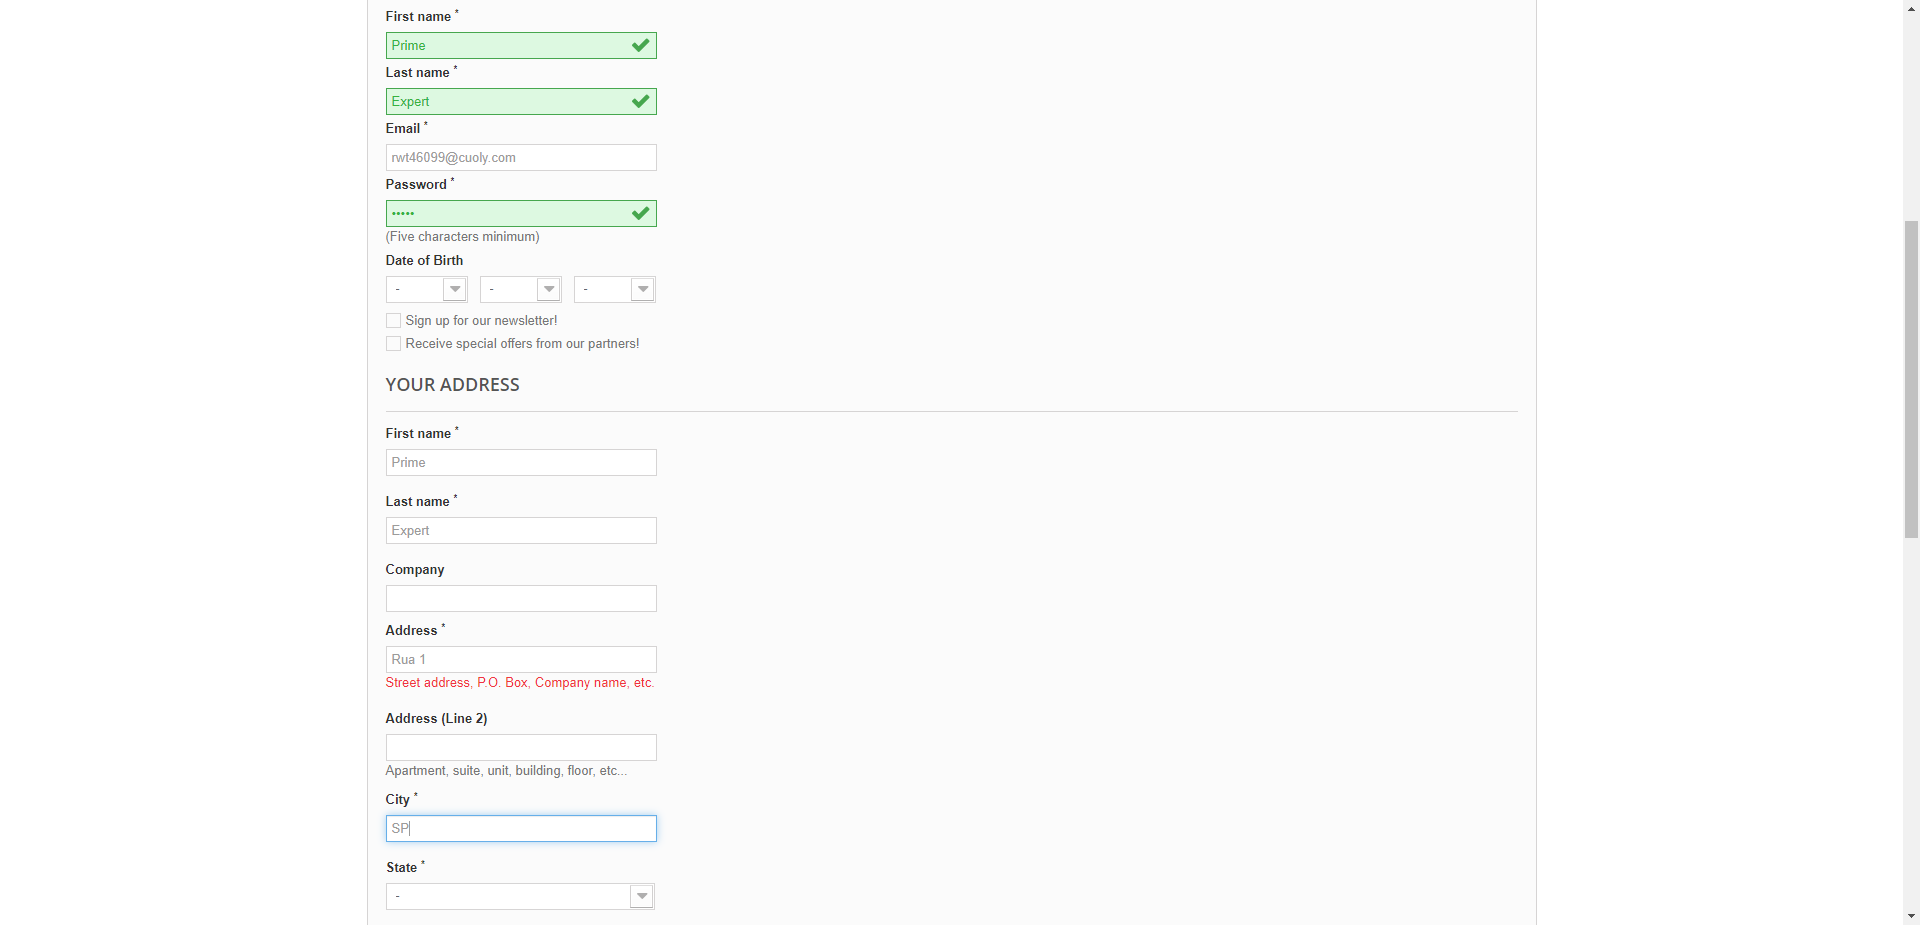 First name *
Prime
Last name *
Expert
Email *
rwt46099@cuoly.com
Password *
•••••
(Five characters minimum)
Date of Birth
- - -
Sign up for our newsletter!
Receive special offers from our partners!
YOUR ADDRESS
First name *
Prime
Last name *
Expert
Company
Address *
Rua 1
Street address, P.O. Box, Company name, etc.
Address (Line 2)
Apartment, suite, unit, building, floor, etc...
City *
SP
State *
-